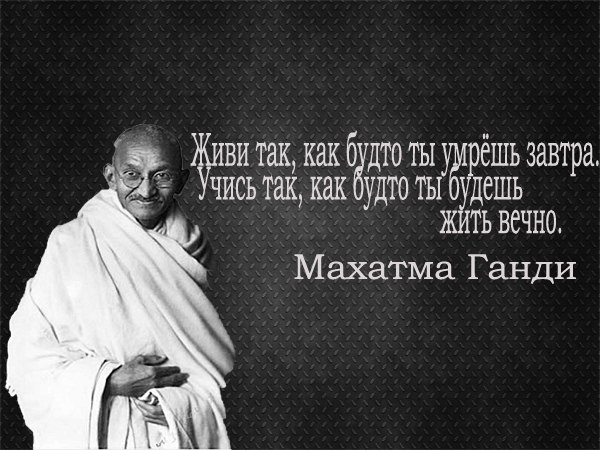 Живи так, как будто ты умрёшь завтра.
Учись так, как будто ты будешь
жить вечно.
Махатма Ганди